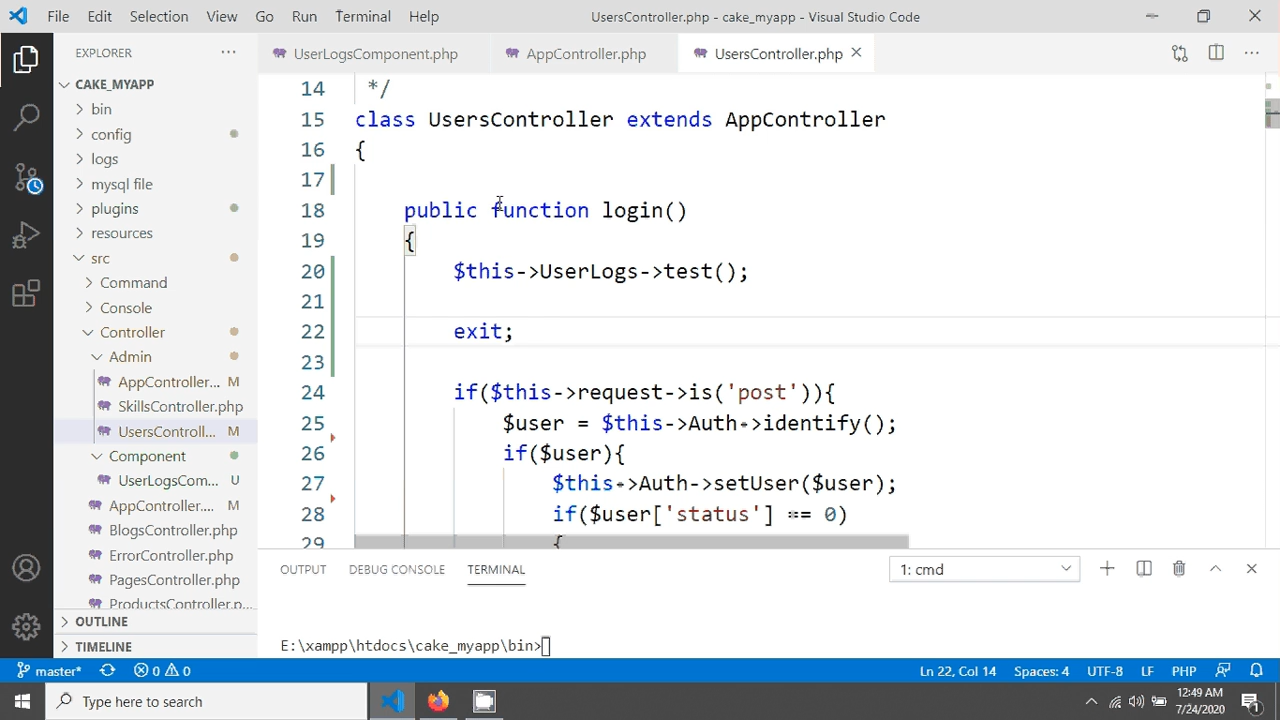 File Edit Selection View Go Run Terminal Help
UsersController.php - cake_myapp - Visual Studio Code
EXPLORER
CAKE_MYAPP
bin
config
logs
mysql file
plugins
resources
src
Command
Console
Controller
Admin
AppController... M
SkillsController.php
UsersControll... M
Component
UserLogsCom... U
AppController.... M
BlogsController.php
ErrorController.php
PagesController.php
ProductsController.p...
OUTLINE
TIMELINE
UserLogsComponent.php AppController.php UsersController.php
14 */
15 class UsersController extends AppController
16 {
17
18 public function login()
19 {
20 $this->UserLogs->test();
21
22 exit;
23
24 if($this->request->is('post')){
25 $user = $this->Auth->identify();
26 if($user){
27 $this->Auth->setUser($user);
28 if($user['status'] == 0)
29 {
OUTPUT DEBUG CONSOLE TERMINAL
1: cmd
E:\xampp\htdocs\cake_myapp\bin>
master* 0 0
Ln 22, Col 14 Spaces: 4 UTF-8 LF PHP
Type here to search
12:49 AM
7/24/2020
1